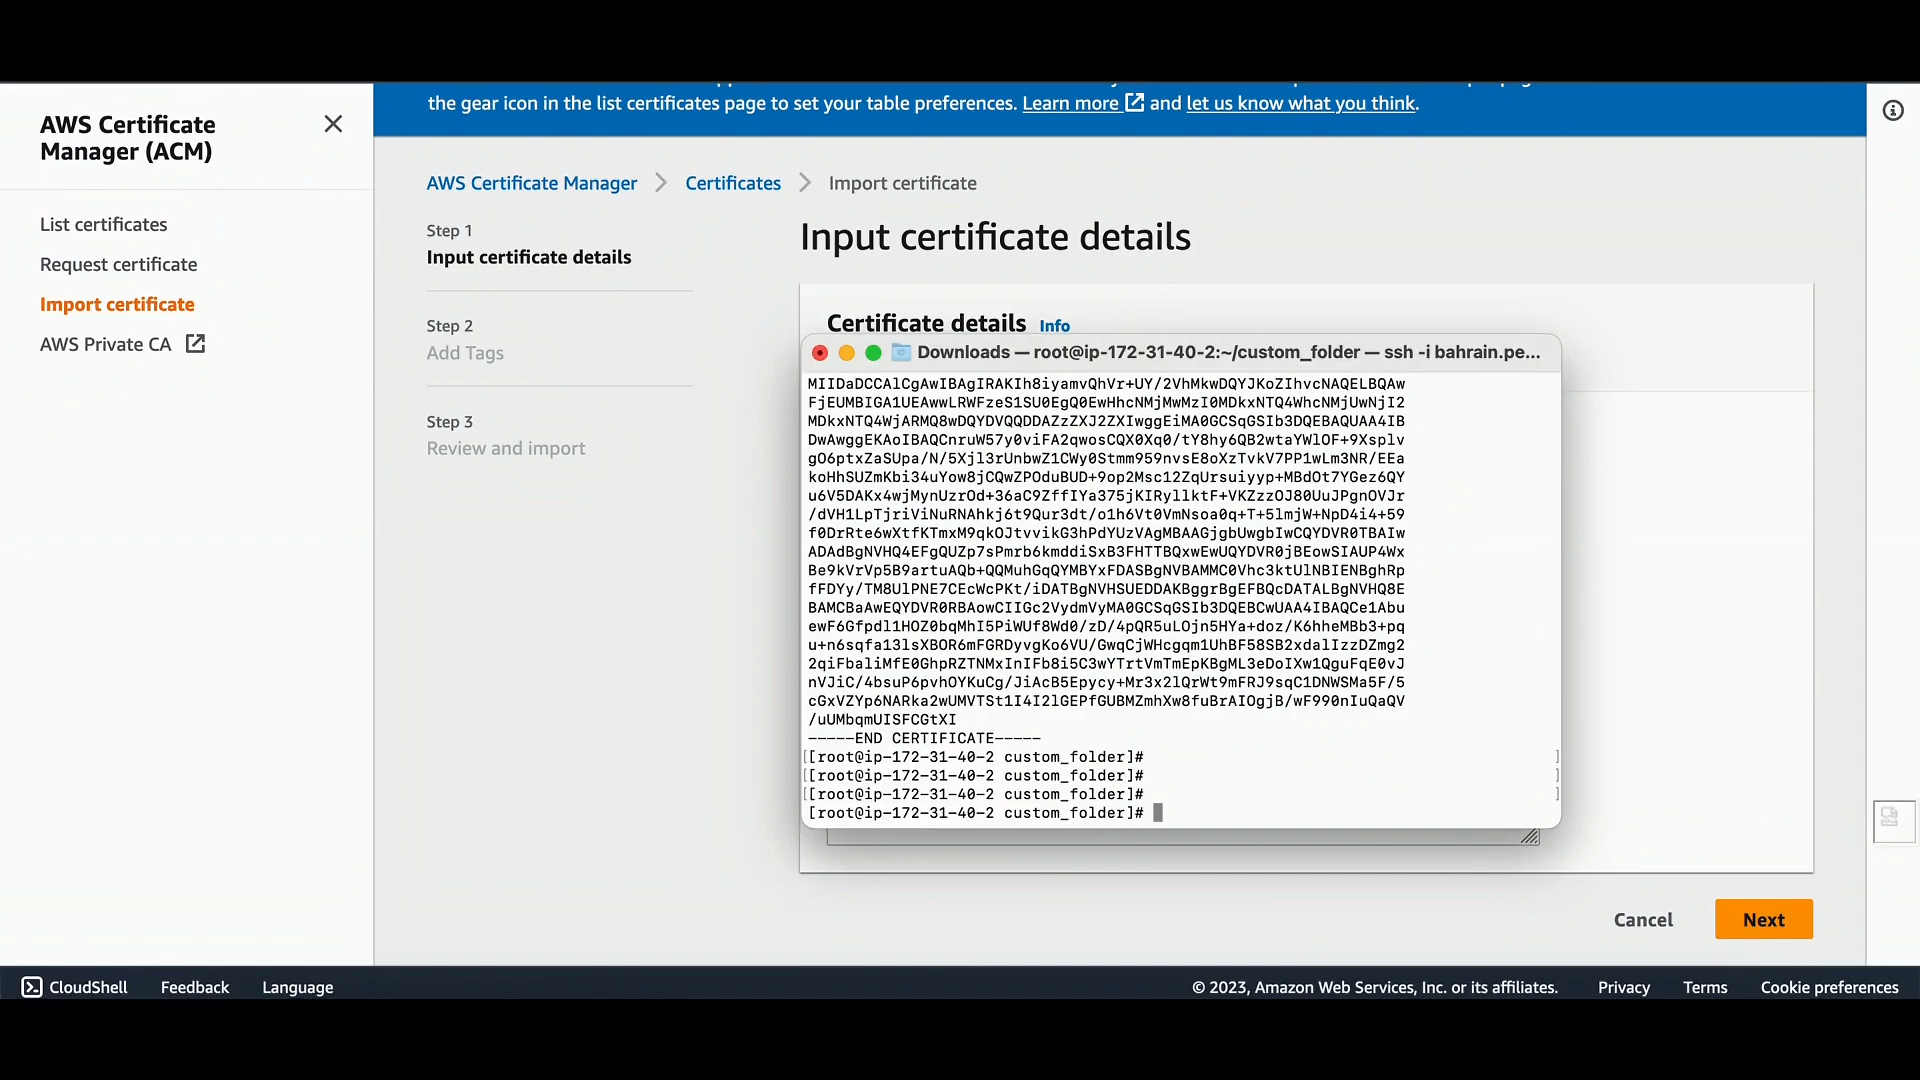 the gear icon in the list certificates page to set your table preferences. Learn more and let us know what you think.
AWS Certificate
Manager (ACM)
List certificates
Request certificate
Import certificate
AWS Private CA
AWS Certificate Manager > Certificates > Import certificate
Step 1
Input certificate details
Step 2
Add Tags
Step 3
Review and import
Input certificate details
Certificate details Info
Downloads — root@ip-172-31-40-2:~/custom_folder — ssh -i bahrain.pe...
MIIDaDCCAlCgAwIBAgIRAKIh8iyamvQhVr+UY/2VhMkwDQYJKoZIhvcNAQELBQAw
FjEUMBIGA1UEAwwLRWFzeS1SU0EgQ0EwHhcNMjMwMzI0MDkxNTQ4WhcNMjUwNjI2
MDkxNTQ4WjARMQ8wDQYDVQQDDAZzZXJ2ZXIwggEiMA0GCSqGSIb3DQEBAQUAA4IB
DwAwggEKAoIBAQCnruW57y0viFA2qwosCQX0Xq0/tY8hy6QB2wtaYWlOF+9Xsplv
gO6ptxZaSUpa/N/5Xjl3rUnbwZ1CWy0Stmm959nvsE8oXzTvkV7PP1wLm3NR/EEa
koHhSUZmKbi34uYow8jCQwZPOduBUD+9op2Msc12ZqUrsuiyyp+MBdOt7YGez6QY
u6V5DAKx4wjMynUzrOd+36aC9ZffIYa375jKIRyllktF+VKZzzOJ80UuJPgnOVJr
/dVH1LpTjriViNuRNAhkj6t9Qur3dt/o1h6Vt0VmNsoa0q+T+5lmjW+NpD4i4+59
f0DrRte6wXtfKTmxM9qkOJtvvikG3hPdYUzVAgMBAAGjgbUwgbIwCQYDVR0TBAIw
ADAdBgNVHQ4EFgQUZp7sPmrb6kmddiSxB3FHTTBQxwEwUQYDVR0jBEowSIAUP4Wx
Be9kVrVp5B9artuAQb+QQMuhGqQYMBYxFDASBgNVBAMMC0Vhc3ktUlNBIENBghRp
fFDYy/TM8UlPNE7CEcWcPKt/iDATBgNVHSUEDDAKBggrBgEFBQcDATALBgNVHQ8E
BAMCBaAwEQYDVR0RBAowCIIGc2VydmVyMA0GCSqGSIb3DQEBCwUAA4IBAQCe1Abu
ewF6Gfpdl1HOZ0bqMhI5PiWUf8Wd0/zD/4pQR5uLOjn5HYa+doz/K6hheMBb3+pq
u+n6sqfa13lsXBOR6mFGRDyvgKo6VU/GwqCjWHcgqm1UhBF58SB2xdalIzzDZmg2
2qiFbaliMfE0GhpRZTNMxInIFb8i5C3wYTrtVmTmEpKBgML3eDoIXw1QguFqE0vJ
nVJiC/4bsuP6pvhOYKuCg/JiAcB5Epycy+Mr3x2lQrWt9mFRJ9sqC1DNWSMa5F/5
cGxVZYp6NARka2wUMVTSt1I4I2lGEPfGUBMZmhXw8fuBrAIOgjB/wF990nIuQaQV
/uUMbqmUISFCGtXI
-----END CERTIFICATE-----
[[root@ip-172-31-40-2 custom_folder]# ]
[[root@ip-172-31-40-2 custom_folder]# ]
[[root@ip-172-31-40-2 custom_folder]# ]
[root@ip-172-31-40-2 custom_folder]#
Cancel Next
CloudShell Feedback Language © 2023, Amazon Web Services, Inc. or its affiliates. Privacy Terms Cookie preferences